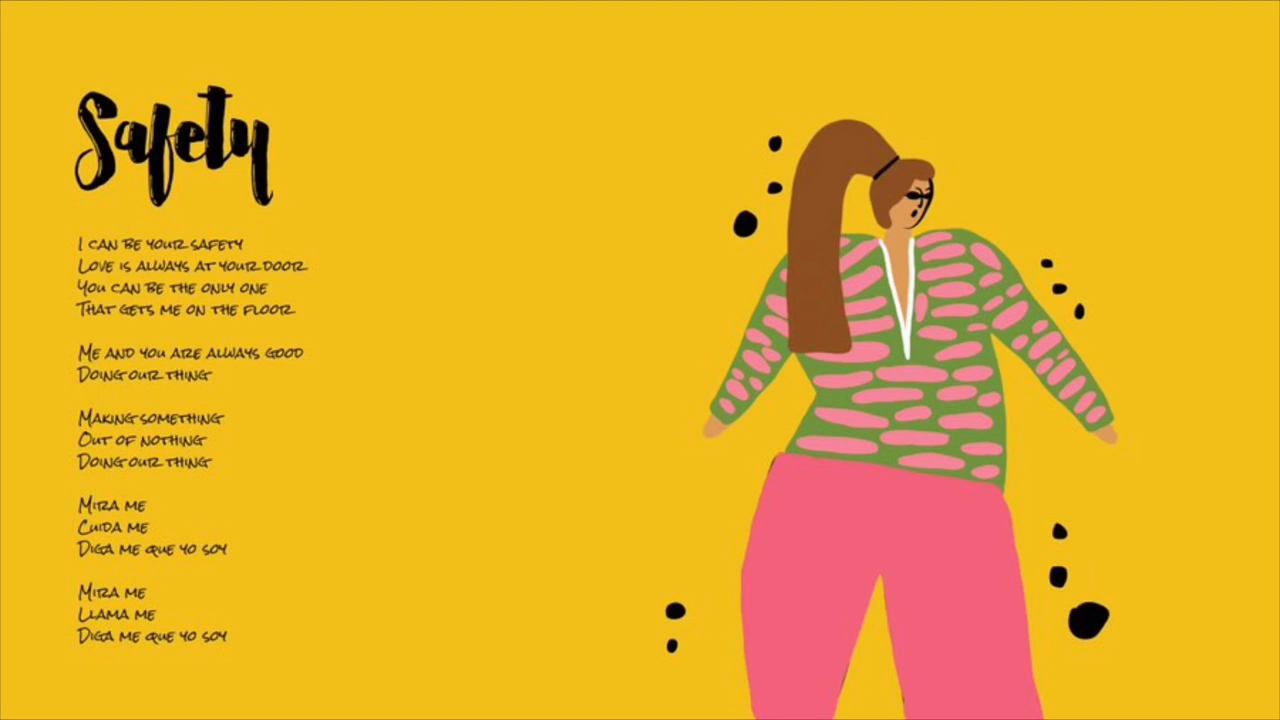 Safety
I can be your safety
Love is always at your door
You can be the only one
That gets me on the floor
Me and you are always good
Doing our thing
Making something
Out of nothing
Doing our thing
Mira me
Cuida me
Diga me que yo soy
Mira me
Llama me
Diga me que yo soy